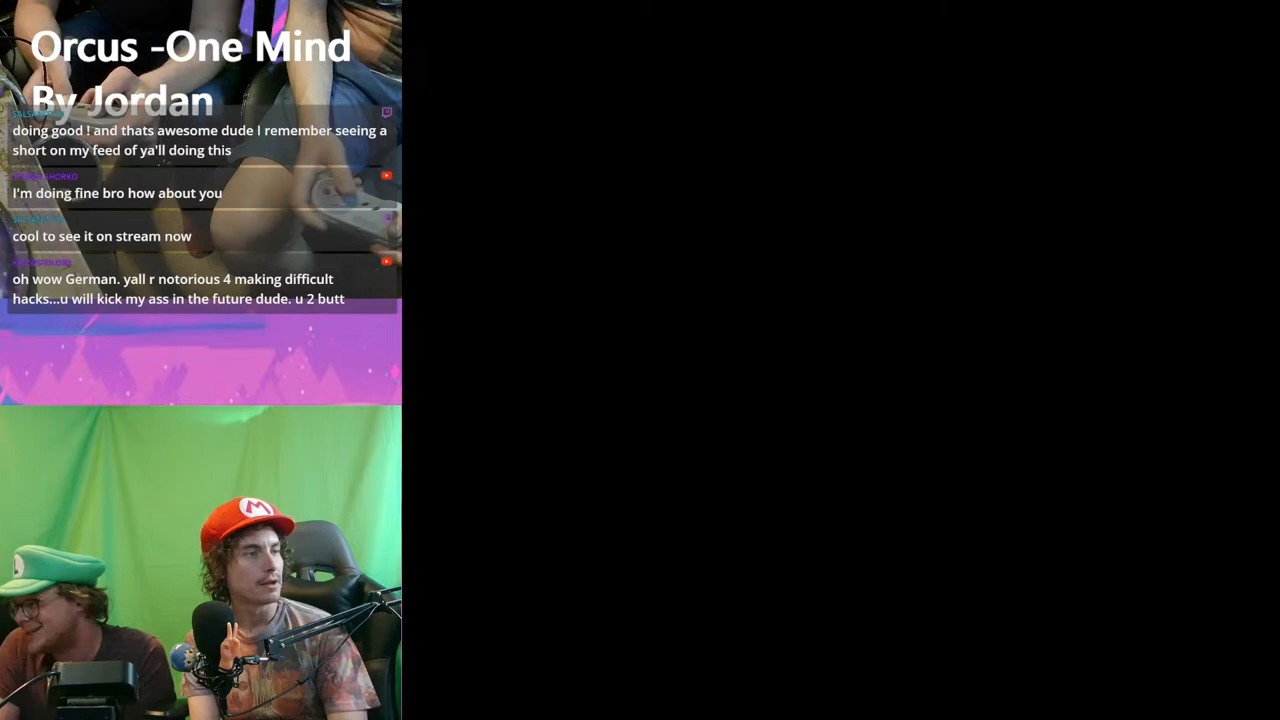 Orcus -One Mind
By Jordan
doing good ! and thats awesome dude I remember seeing a
short on my feed of ya'll doing this
I'm doing fine bro how about you
cool to see it on stream now
oh wow German. yall r notorious 4 making difficult
hacks...u will kick my ass in the future dude. u 2 butt
M